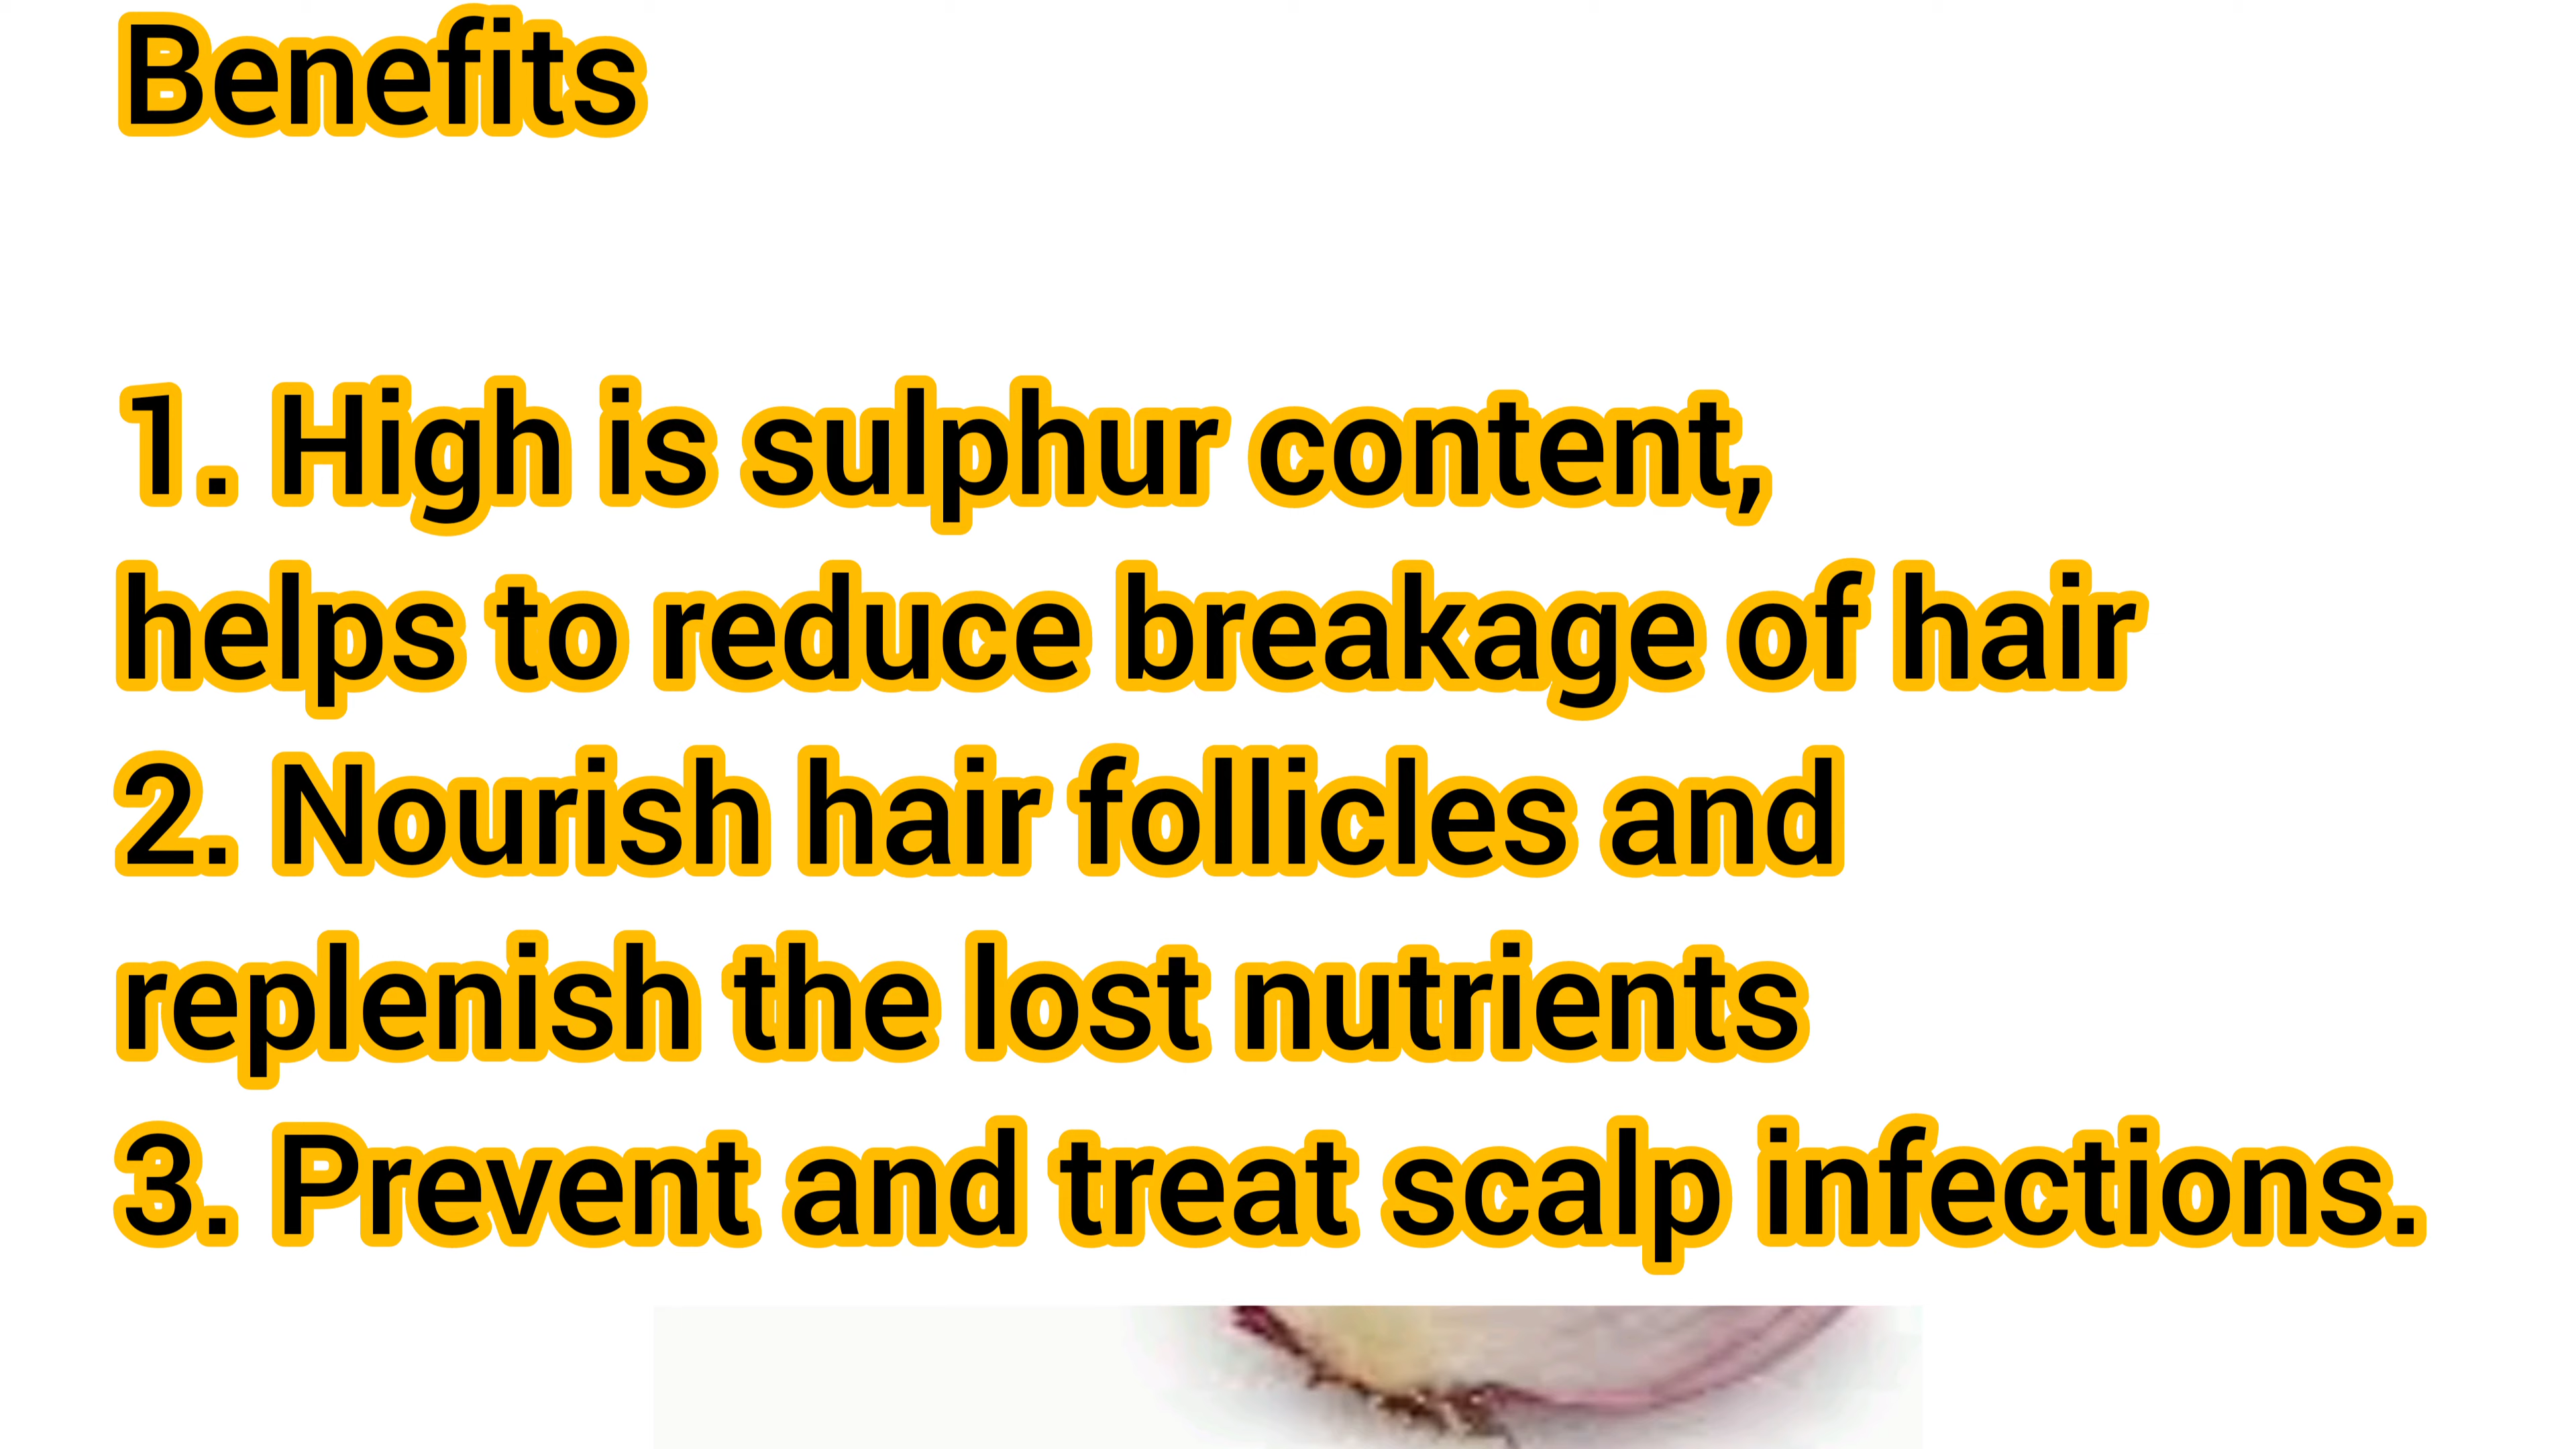 Benefits
1. High is sulphur content,
helps to reduce breakage of hair
2. Nourish hair follicles and
replenish the lost nutrients
3. Prevent and treat scalp infections.